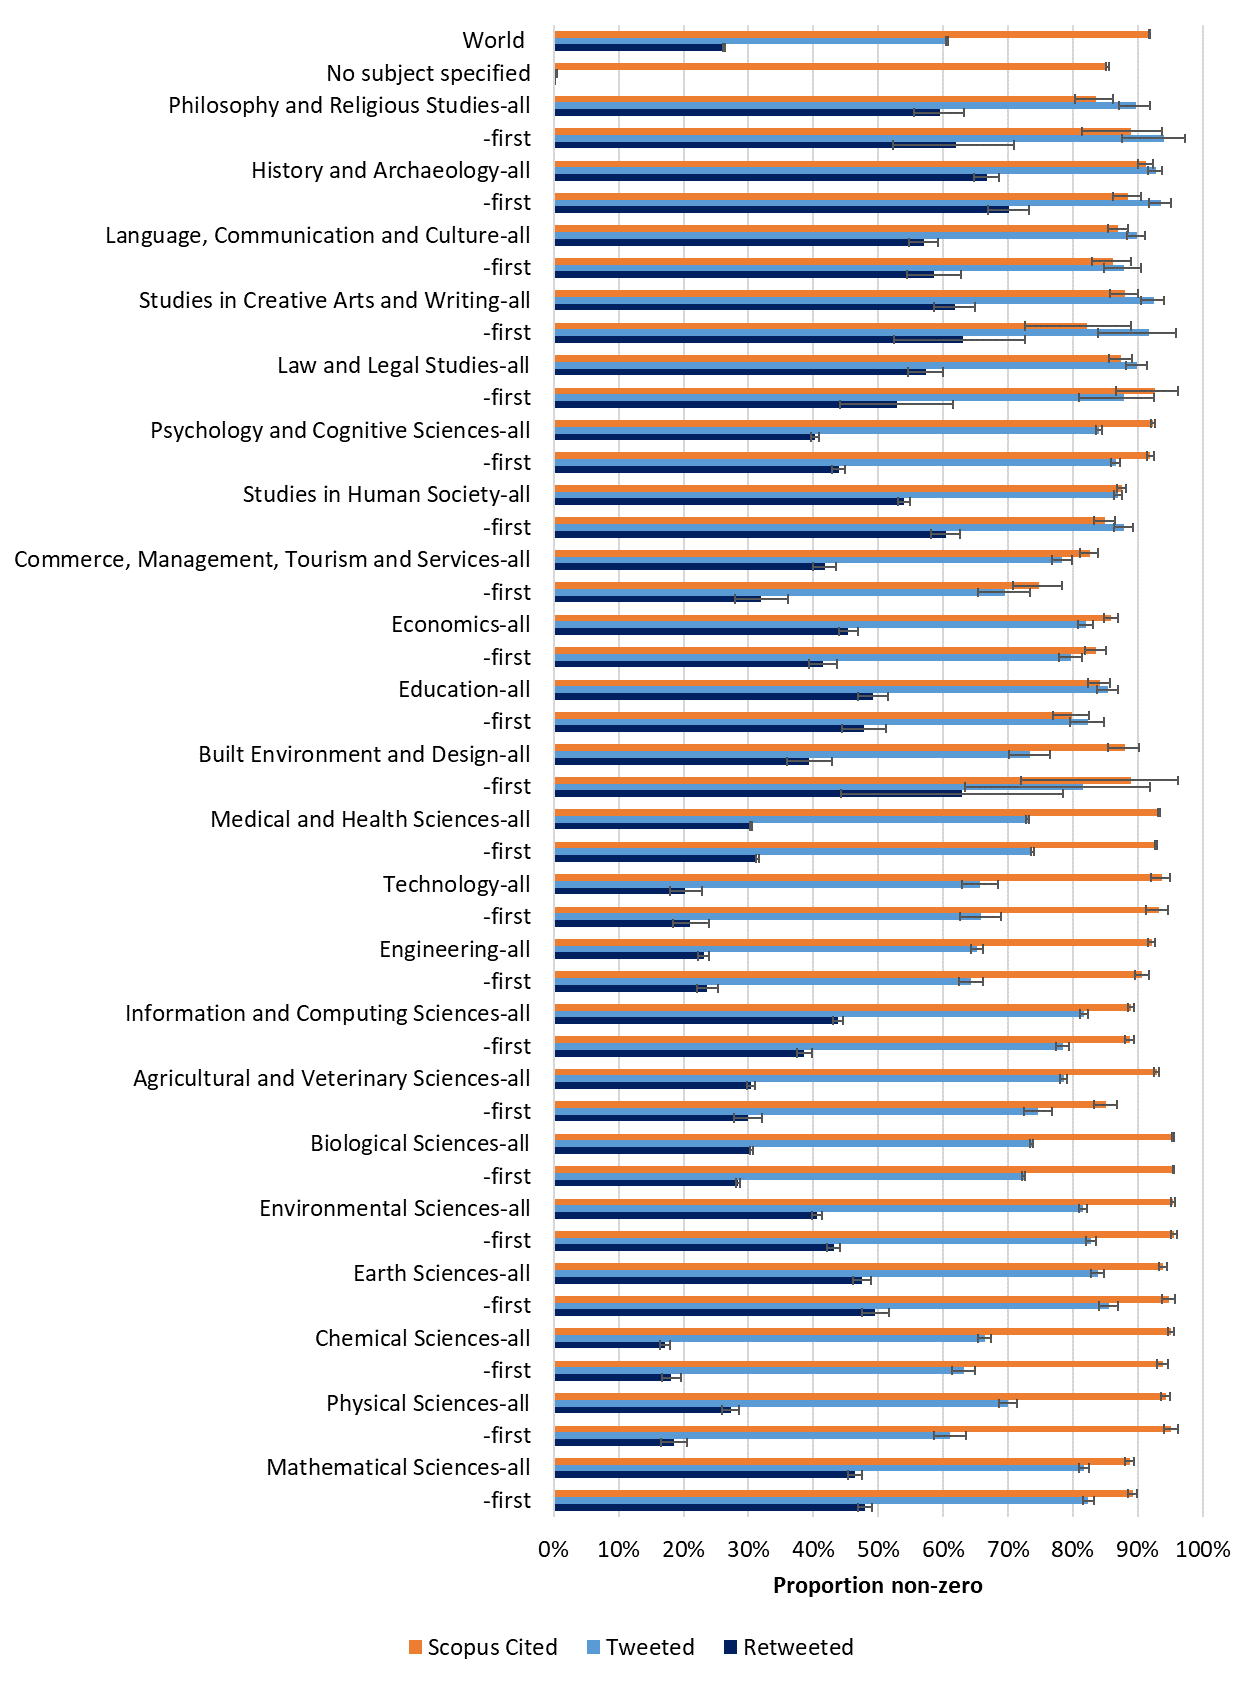 World
No subject specified
Philosophy and Religious Studies-all
-first
History and Archaeology-all
-first
Language, Communication and Culture-all
-first
Studies in Creative Arts and Writing-all
-first
Law and Legal Studies-all
-first
Psychology and Cognitive Sciences-all
-first
Studies in Human Society-all
-first
Commerce, Management, Tourism and Services-all
-first
Economics-all
-first
Education-all
-first
Built Environment and Design-all
-first
Medical and Health Sciences-all
-first
Technology-all
-first
Engineering-all
-first
Information and Computing Sciences-all
-first
Agricultural and Veterinary Sciences-all
-first
Biological Sciences-all
-first
Environmental Sciences-all
-first
Earth Sciences-all
-first
Chemical Sciences-all
-first
Physical Sciences-all
-first
Mathematical Sciences-all
-first
0% 10% 20% 30% 40% 50% 60% 70% 80% 90% 100%
Proportion non-zero
Scopus Cited Tweeted Retweeted